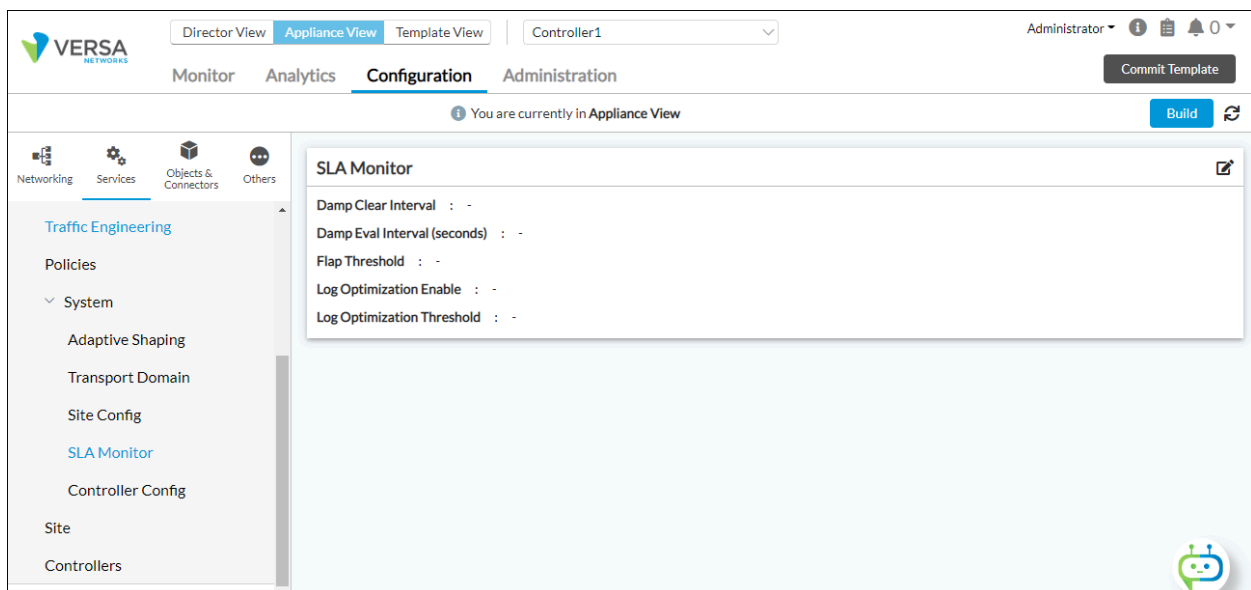 VERSA
NETWORKS
Director View Appliance View Template View Controller1
Administrator 0
Monitor Analytics Configuration Administration
Commit Template
You are currently in Appliance View
Build
Networking Services Objects & Connectors Others
Traffic Engineering
Policies
System
Adaptive Shaping
Transport Domain
Site Config
SLA Monitor
Controller Config
Site
Controllers
SLA Monitor
Damp Clear Interval : -
Damp Eval Interval (seconds) : -
Flap Threshold : -
Log Optimization Enable : -
Log Optimization Threshold : -